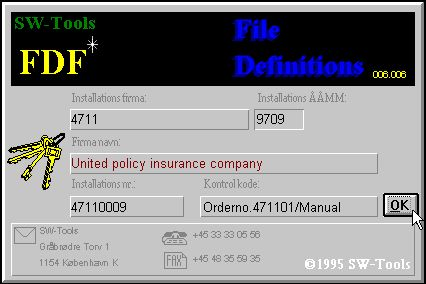 SW-Tools
FDF*
File
Definitions 006.006
Installations firma: Installations ÅÅMM:
4711 9709
Firma navn:
United policy insurance company
Installations nr.: Kontrol kode:
47110009 Orderno.471101/Manual OK
SW-Tools +45 33 33 05 56
Gråbrødre Torv 1
1154 København K FAX +45 48 35 59 35
©1995 SW-Tools